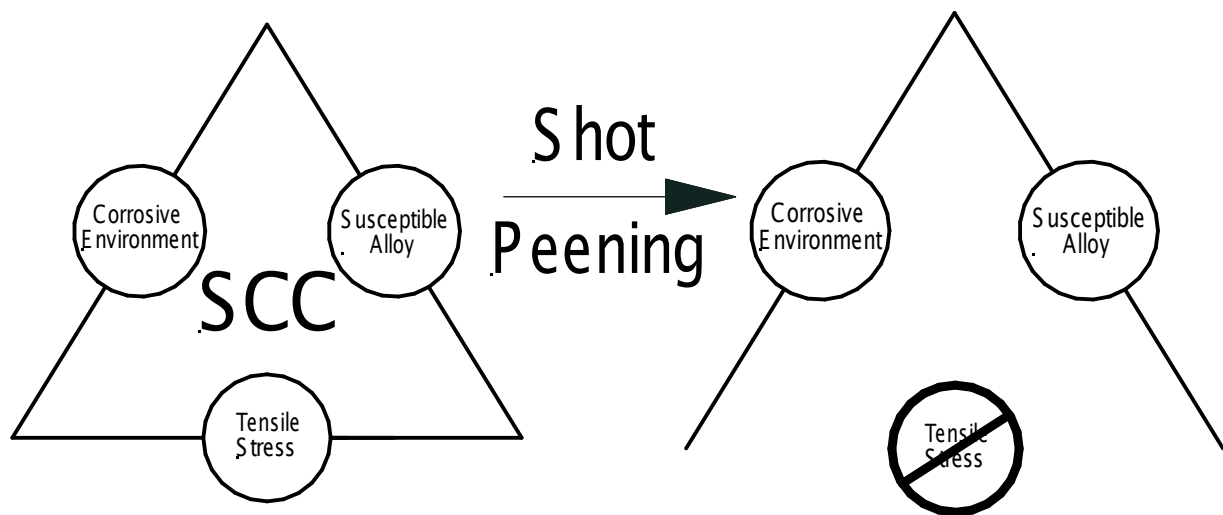 Corrosive
Environment
Susceptible
Alloy
SCC
Tensile
Stress
Shot
Peening
Corrosive
Environment
Susceptible
Alloy
Tensile
Stress